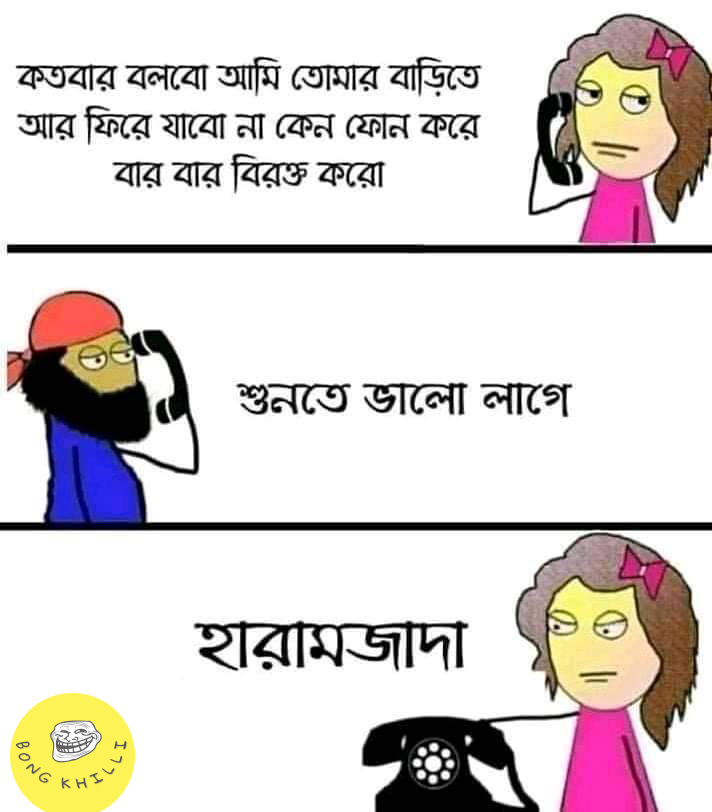 কতবার বলবো আমি তোমার বাড়িতে
আর ফিরে যাবো না কেন ফোন করে
বার বার বিরক্ত করো
শুনতে ভালো লাগে
হারামজাদা
BONG KHILLI